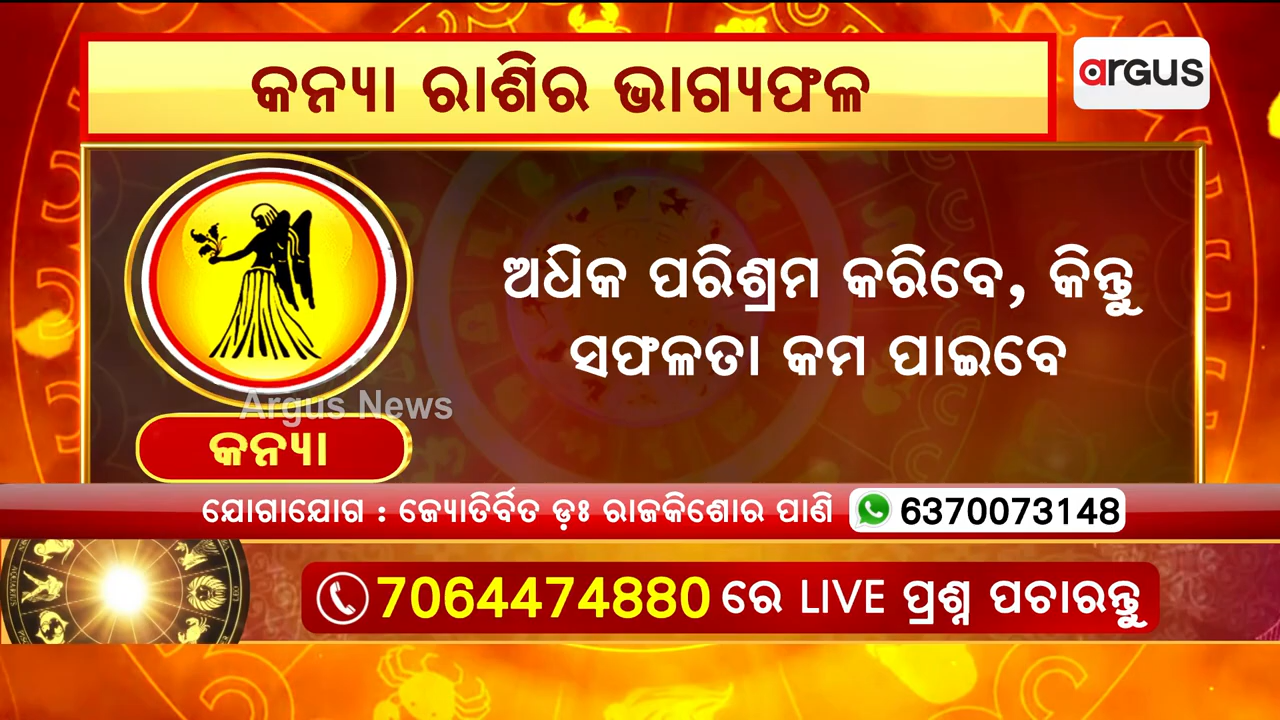 କନ୍ୟା ରାଶିର ଭାଗ୍ୟଫଳ
argus
ଅଧିକ ପରିଶ୍ରମ କରିବେ, କିନ୍ତୁ
ସଫଳତା କମ ପାଇବେ
Argus News
କନ୍ୟା
ଯୋଗାଯୋଗ : ଜ୍ୟୋତିର୍ବିତ ଡ଼ଃ ରାଜକିଶୋର ପାଣି 6370073148
7064474880 ରେ LIVE ପ୍ରଶ୍ନ ପଚାରନ୍ତୁ
AQUARIUS